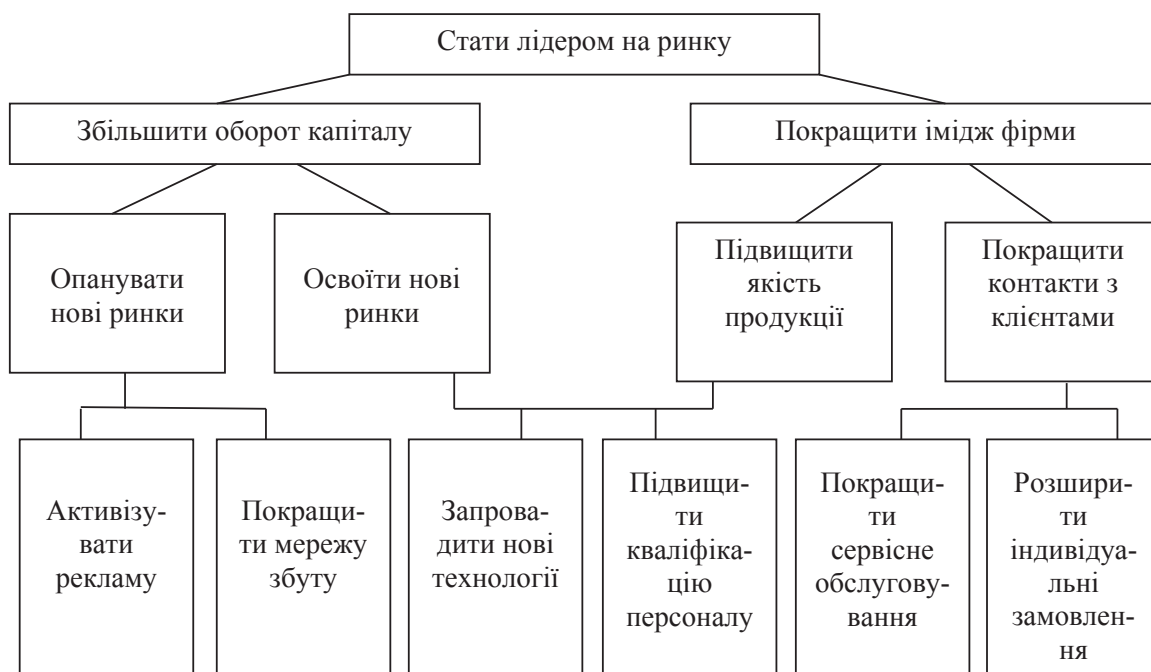 Стати лідером на ринку
Збільшити оборот капіталу
Покращити імідж фірми
Опанувати
нові ринки
Освоїти нові
ринки
Підвищити
якість
продукції
Покращити
контакти з
клієнтами
Активізу-
вати
рекламу
Покращи-
ти мережу
збуту
Запрова-
дити нові
технології
Підвищи-
ти
кваліфіка-
цію
персоналу
Покращи-
ти
сервісне
обслугову-
вання
Розшири-
ти
індивідуа-
льні
замовлен-
ня